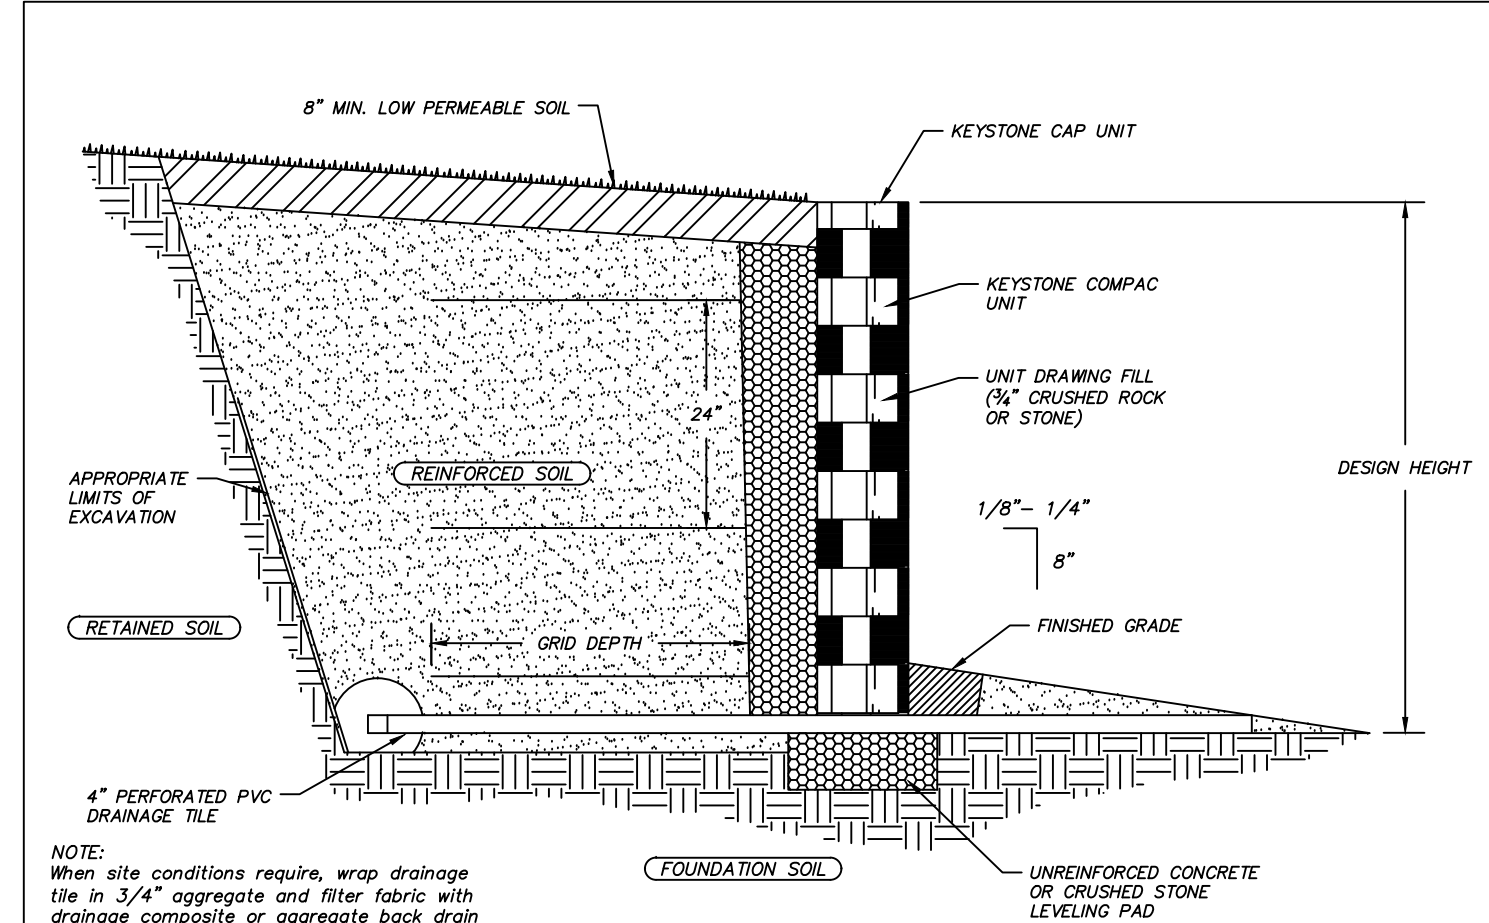 8" MIN. LOW PERMEABLE SOIL
KEYSTONE CAP UNIT
KEYSTONE COMPAC
UNIT
UNIT DRAWING FILL
(¾" CRUSHED ROCK
OR STONE)
24"
REINFORCED SOIL
DESIGN HEIGHT
APPROPRIATE
LIMITS OF
EXCAVATION
1/8"- 1/4"
8"
RETAINED SOIL
GRID DEPTH
FINISHED GRADE
4" PERFORATED PVC
DRAINAGE TILE
FOUNDATION SOIL
UNREINFORCED CONCRETE
OR CRUSHED STONE
LEVELING PAD
NOTE:
When site conditions require, wrap drainage
tile in 3/4" aggregate and filter fabric with
drainage composite or aggregate back drain